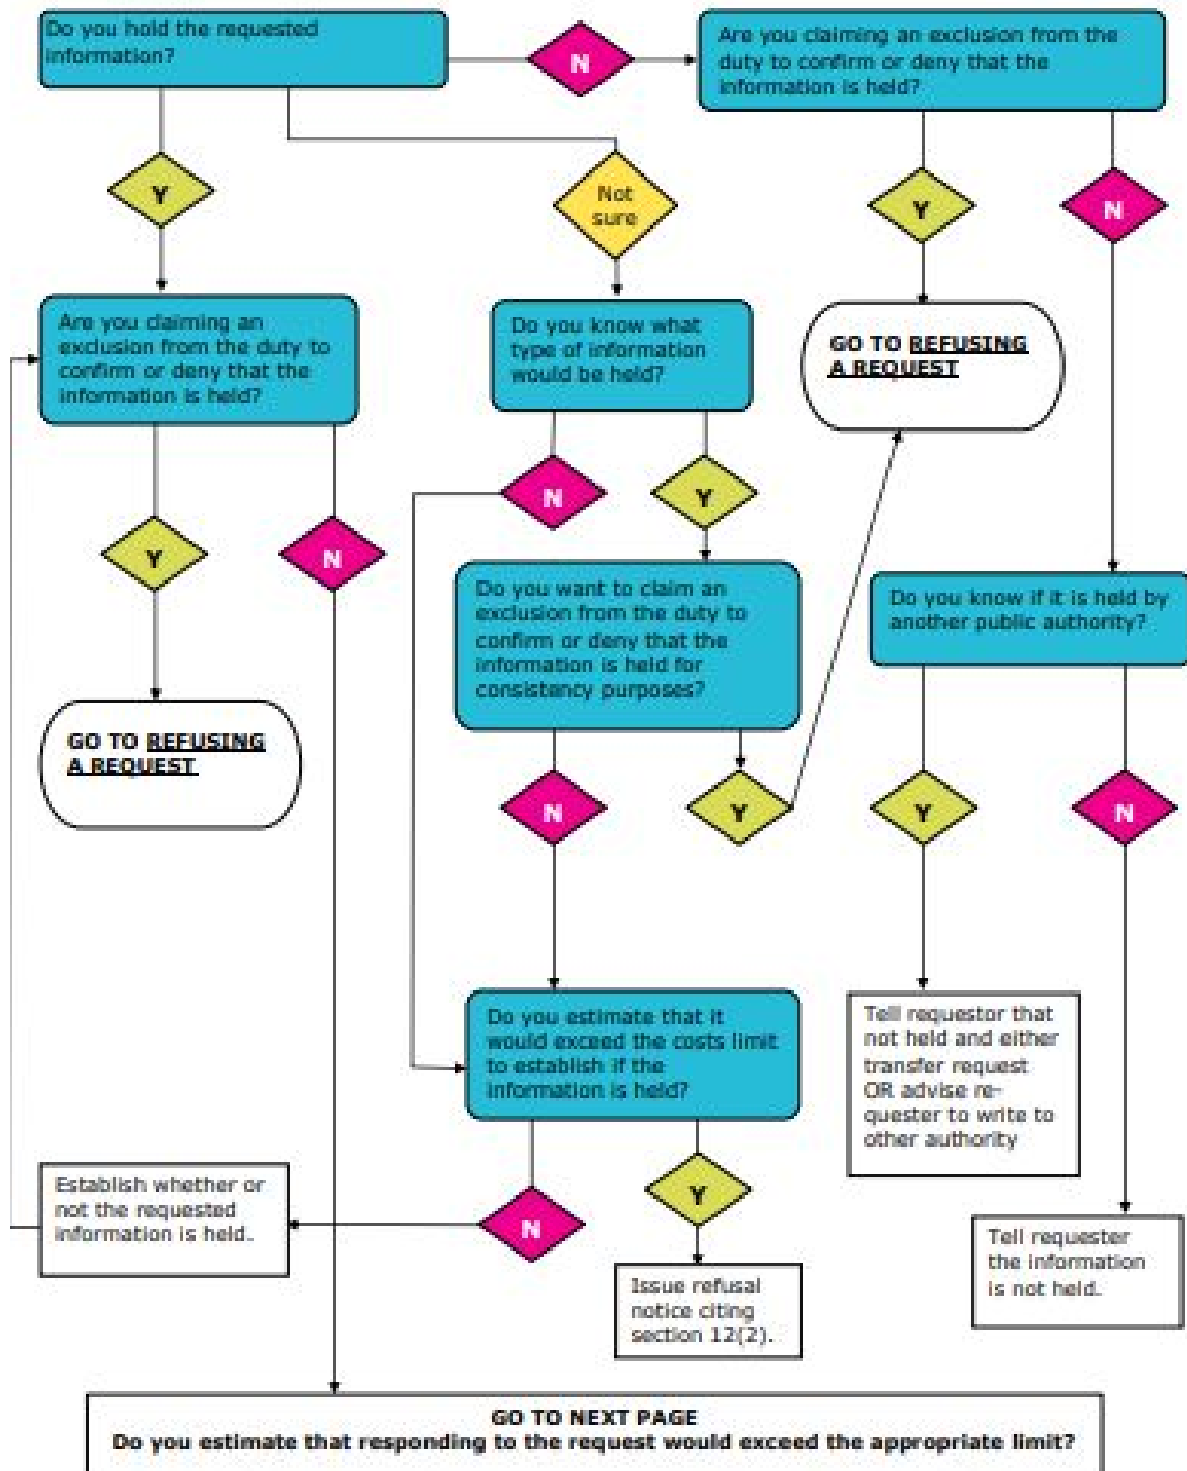 Do you hold the requested
information?
N
Are you claiming an exclusion from the
duty to confirm or deny that the
information is held?
Y
Not
sure
Y
N
Are you claiming an
exclusion from the duty to
confirm or deny that the
information is held?
Do you know what
type of information
would be held?
GO TO REFUSING
A REQUEST
N
Y
Y
N
Do you want to claim an
exclusion from the duty to
confirm or deny that the
information is held for
consistency purposes?
Do you know if it is held by
another public authority?
GO TO REFUSING
A REQUEST
N
Y
Y
N
Do you estimate that it
would exceed the costs limit
to establish if the
information is held?
Tell requestor that
not held and either
transfer request
OR advise re-
quester to write to
other authority
Establish whether or
not the requested
information is held.
N
Y
Tell requester
the information
is not held.
Issue refusal
notice citing
section 12(2).
GO TO NEXT PAGE
Do you estimate that responding to the request would exceed the appropriate limit?